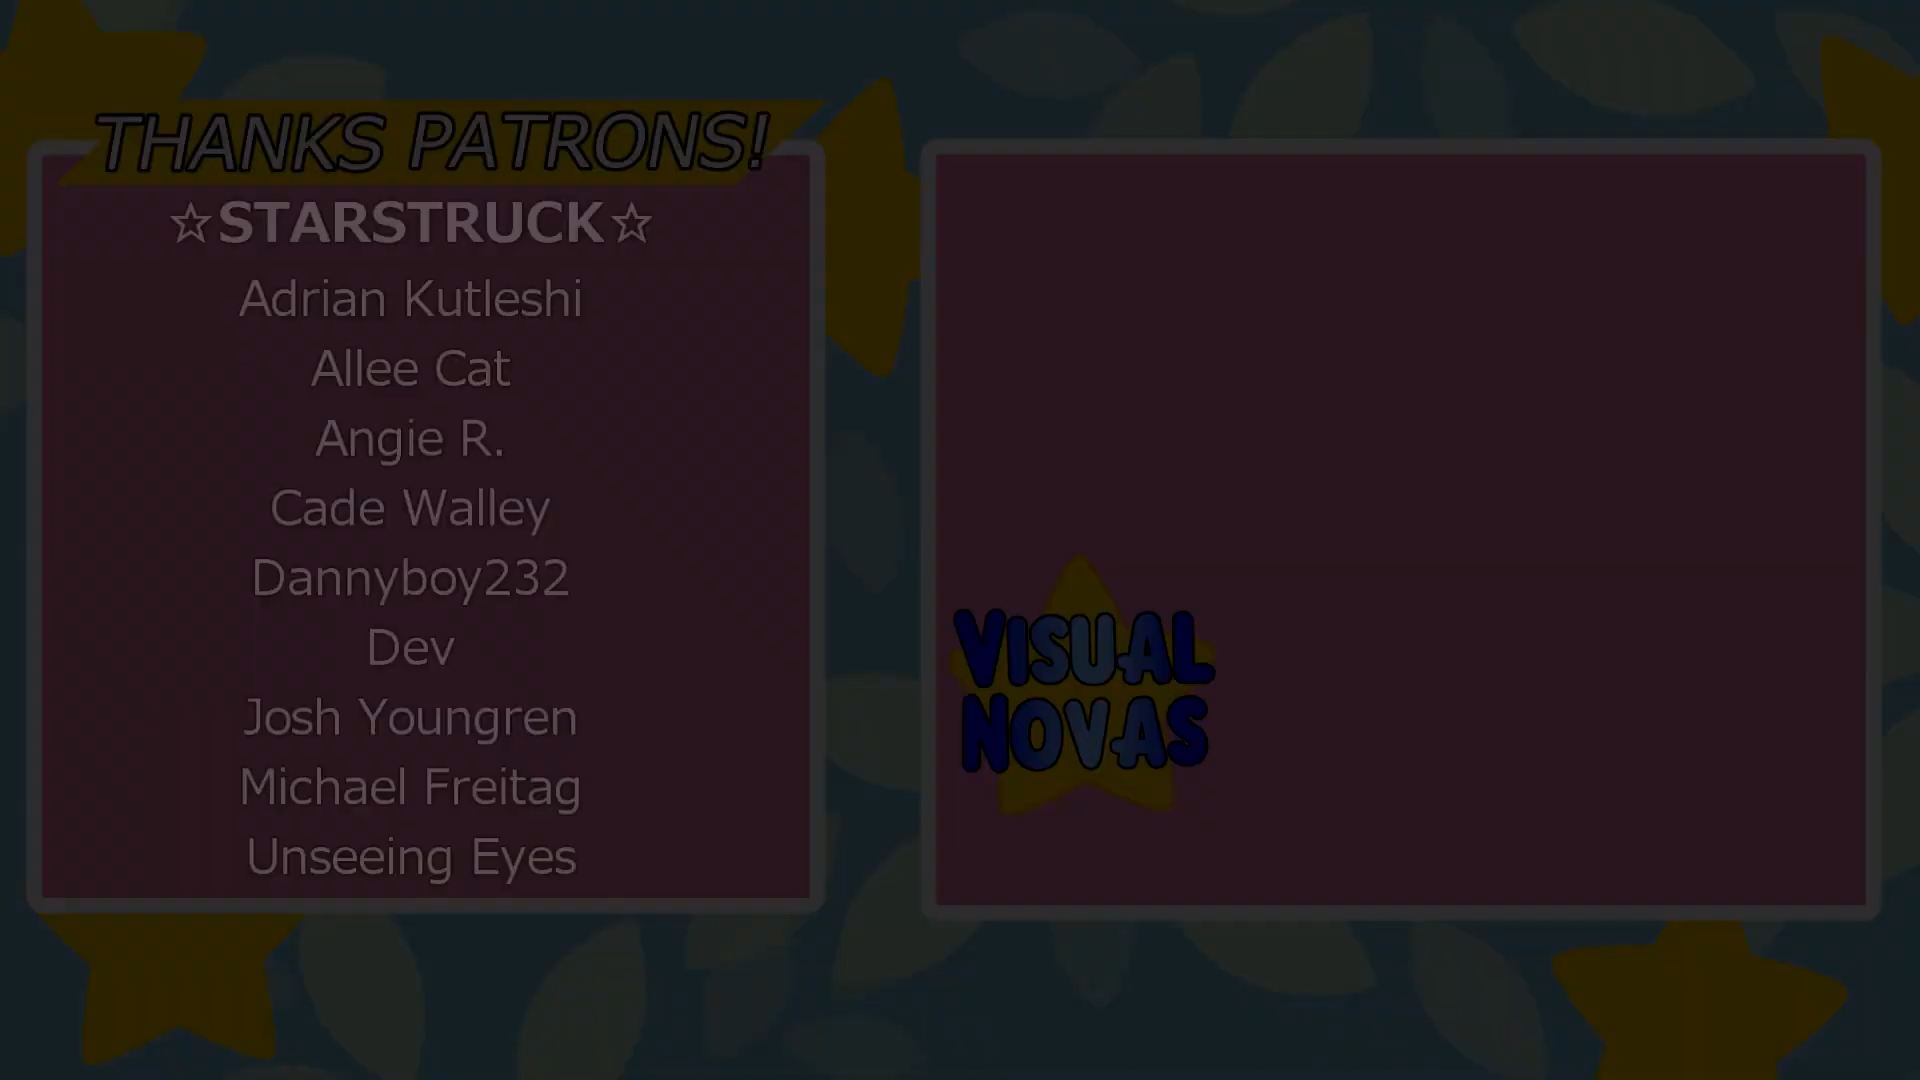 THANKS PATRONS!
☆STARSTRUCK☆
Adrian Kutleshi
Allee Cat
Angie R.
Cade Walley
Dannyboy232
Dev
Josh Youngren
Michael Freitag
Unseeing Eyes
VISUAL
NOVAS